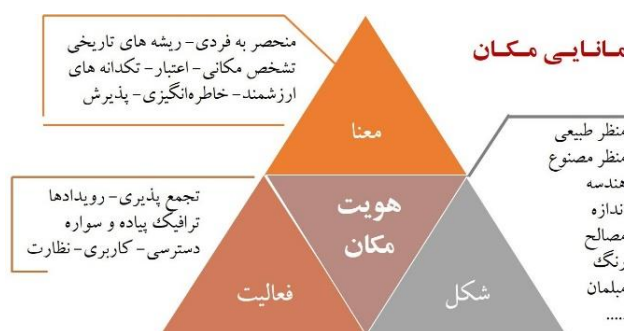 مـانـایـی مـکـان
منحصر به فردی- ریشه های تاریخی
تشخص مکانی- اعتبار- تکدانه های
ارزشمند- خاطره‌انگیزی- پذیرش
معنا
منظر طبیعی
منظر مصنوع
هندسه
اندازه
مصالح
رنگ
مبلمان
.....
تجمع پذیری- رویدادها
ترافیک پیاده و سواره
دسترسی- کاربری- نظارت
هویت
مکان
فعالیت
شکل